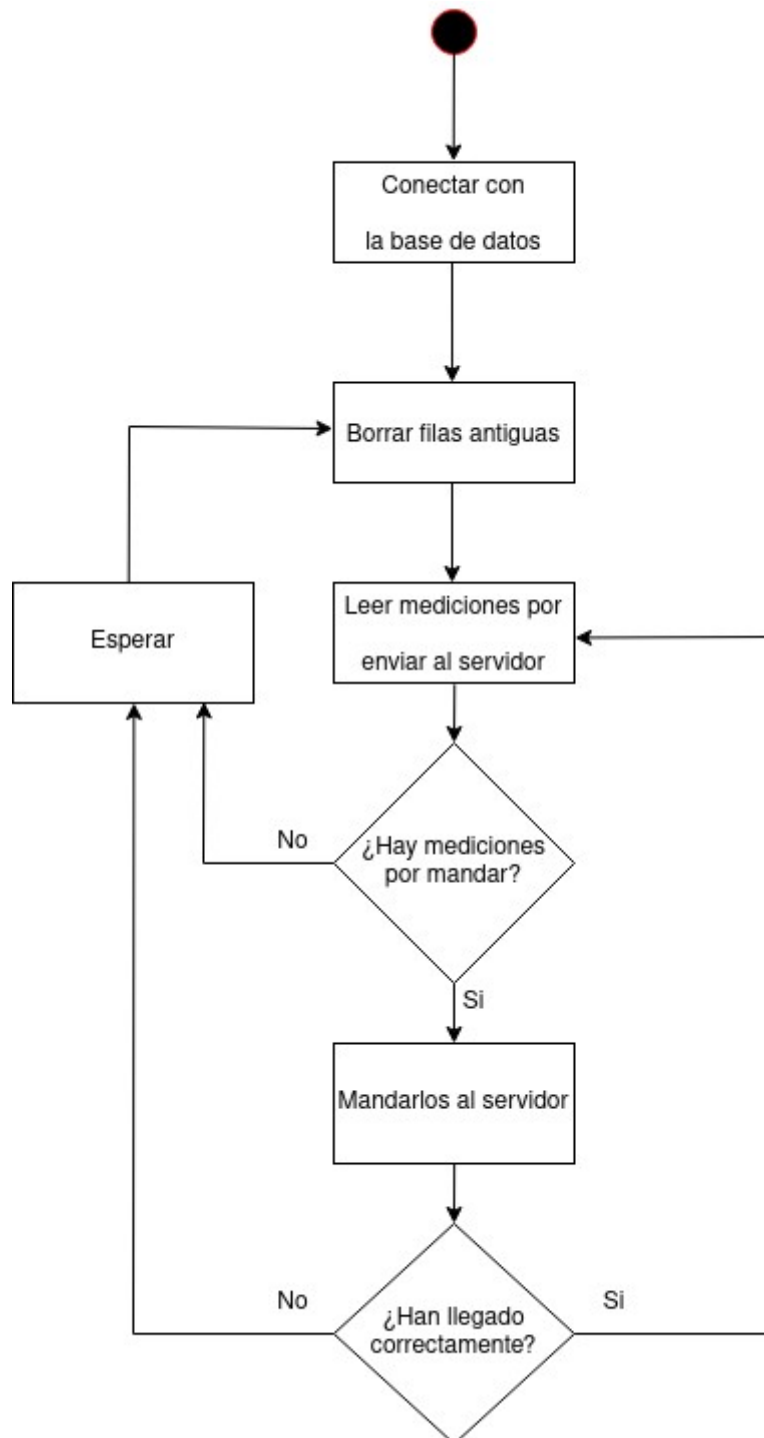 Conectar con
la base de datos
Borrar filas antiguas
Esperar
Leer mediciones por
enviar al servidor
No
¿Hay mediciones
por mandar?
Si
Mandarlos al servidor
No
¿Han llegado
correctamente?
Si